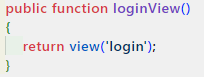 public function loginView()
{
    return view('login');
}